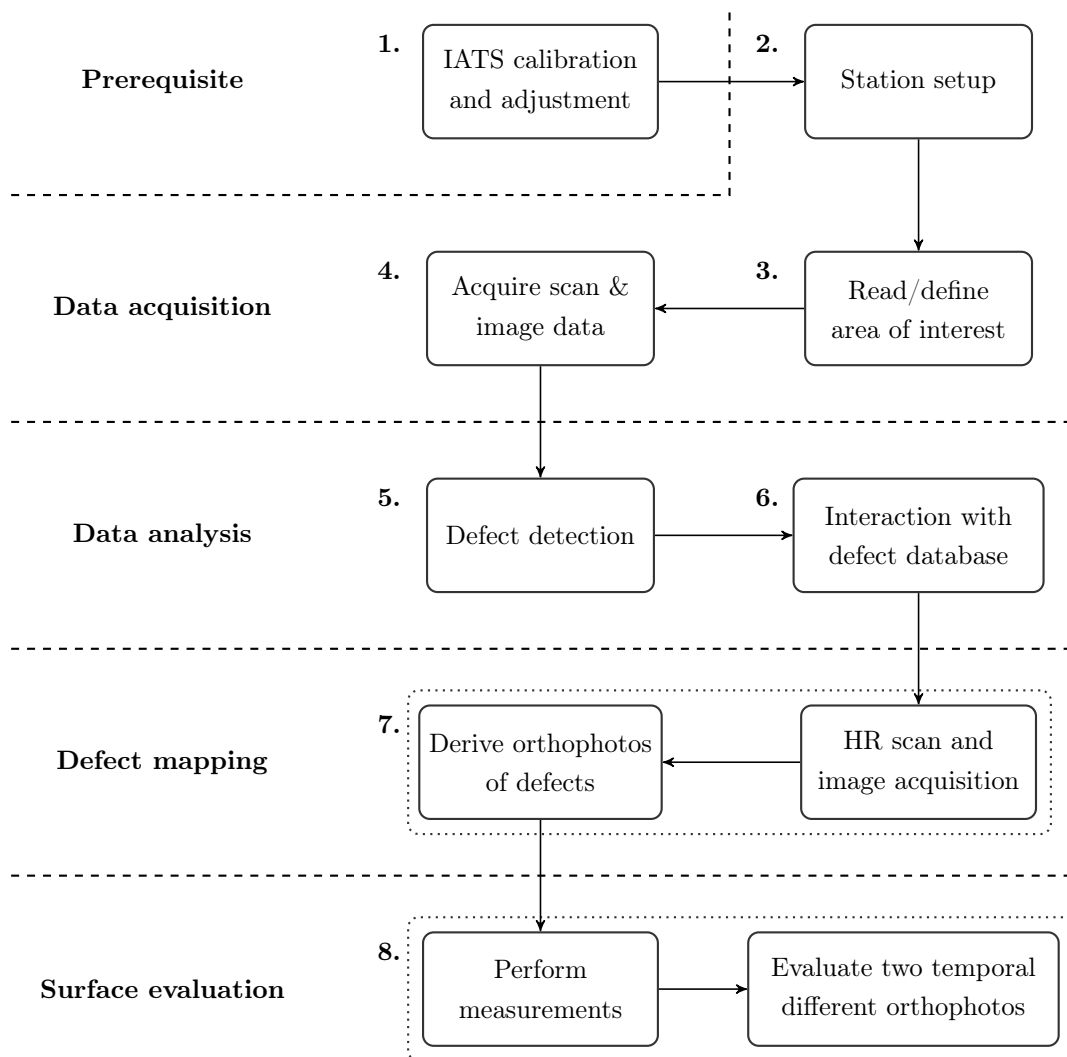 Prerequisite
1.
IATS calibration
and adjustment
2.
Station setup
Data acquisition
4.
Acquire scan &
image data
3.
Read/define
area of interest
Data analysis
5.
Defect detection
6.
Interaction with
defect database
Defect mapping
7.
Derive orthophotos
of defects
HR scan and
image acquisition
Surface evaluation
8.
Perform
measurements
Evaluate two temporal
different orthophotos